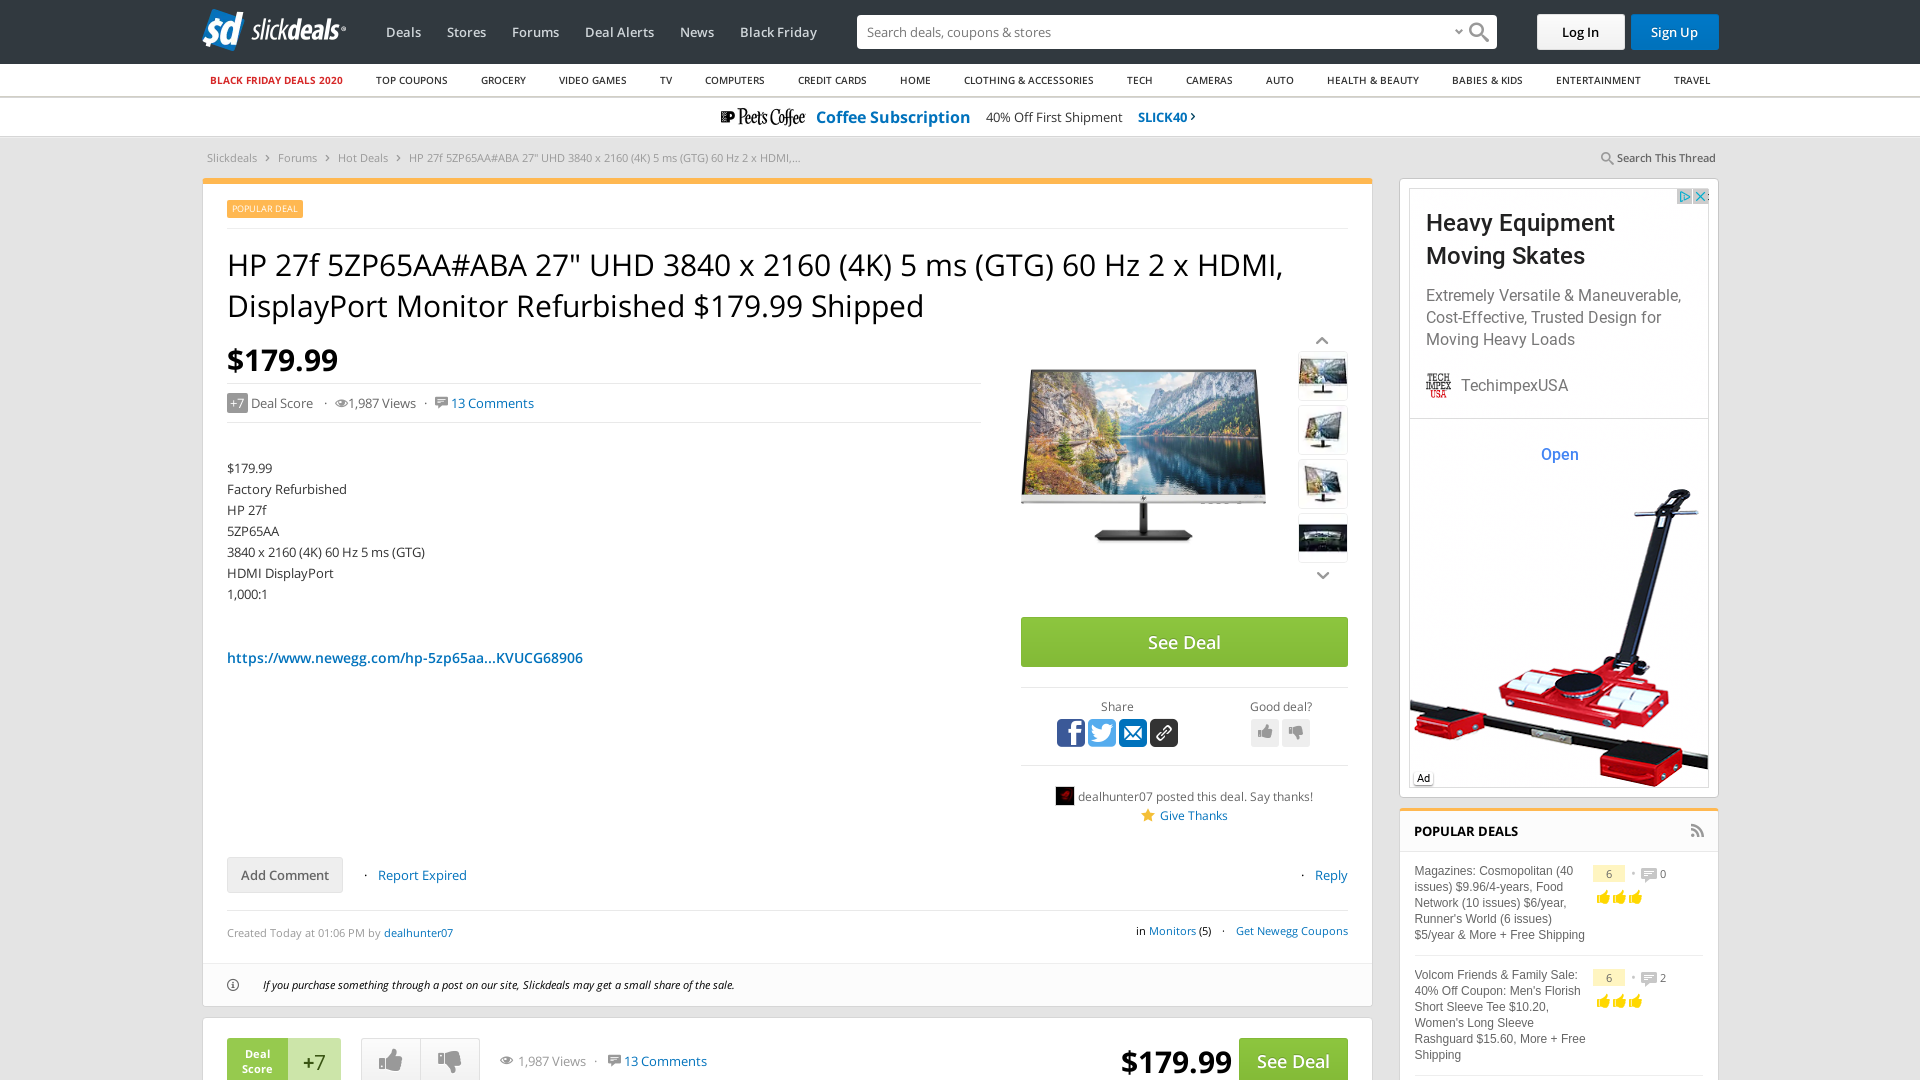 sd slickdeals®
Deals Stores Forums Deal Alerts News Black Friday
Search deals, coupons & stores
Log In Sign Up
BLACK FRIDAY DEALS 2020 TOP COUPONS GROCERY VIDEO GAMES TV COMPUTERS CREDIT CARDS HOME CLOTHING & ACCESSORIES TECH CAMERAS AUTO HEALTH & BEAUTY BABIES & KIDS ENTERTAINMENT TRAVEL
Peet's Coffee Coffee Subscription 40% Off First Shipment SLICK40
Slickdeals > Forums > Hot Deals > HP 27f 5ZP65AA#ABA 27" UHD 3840 x 2160 (4K) 5 ms (GTG) 60 Hz 2 x HDMI,...
Search This Thread
POPULAR DEAL
HP 27f 5ZP65AA#ABA 27" UHD 3840 x 2160 (4K) 5 ms (GTG) 60 Hz 2 x HDMI,
DisplayPort Monitor Refurbished $179.99 Shipped
$179.99
+7 Deal Score · 1,987 Views · 13 Comments
$179.99
Factory Refurbished
HP 27f
5ZP65AA
3840 x 2160 (4K) 60 Hz 5 ms (GTG)
HDMI DisplayPort
1,000:1
https://www.newegg.com/hp-5zp65aa...KVUCG68906
See Deal
Share
Good deal?
dealhunter07 posted this deal. Say thanks!
Give Thanks
Add Comment · Report Expired
· Reply
Created Today at 01:06 PM by dealhunter07
in Monitors (5) · Get Newegg Coupons
If you purchase something through a post on our site, Slickdeals may get a small share of the sale.
Deal
Score
+7
1,987 Views · 13 Comments
$179.99 See Deal
Heavy Equipment
Moving Skates
Extremely Versatile & Maneuverable,
Cost-Effective, Trusted Design for
Moving Heavy Loads
TECH
IMPEX
USA
TechimpexUSA
Open
Ad
POPULAR DEALS
Magazines: Cosmopolitan (40
issues) $9.96/4-years, Food
Network (10 issues) $6/year,
Runner's World (6 issues)
$5/year & More + Free Shipping
6 • 0
Volcom Friends & Family Sale:
40% Off Coupon: Men's Florish
Short Sleeve Tee $10.20,
Women's Long Sleeve
Rashguard $15.60, More + Free
Shipping
6 • 2